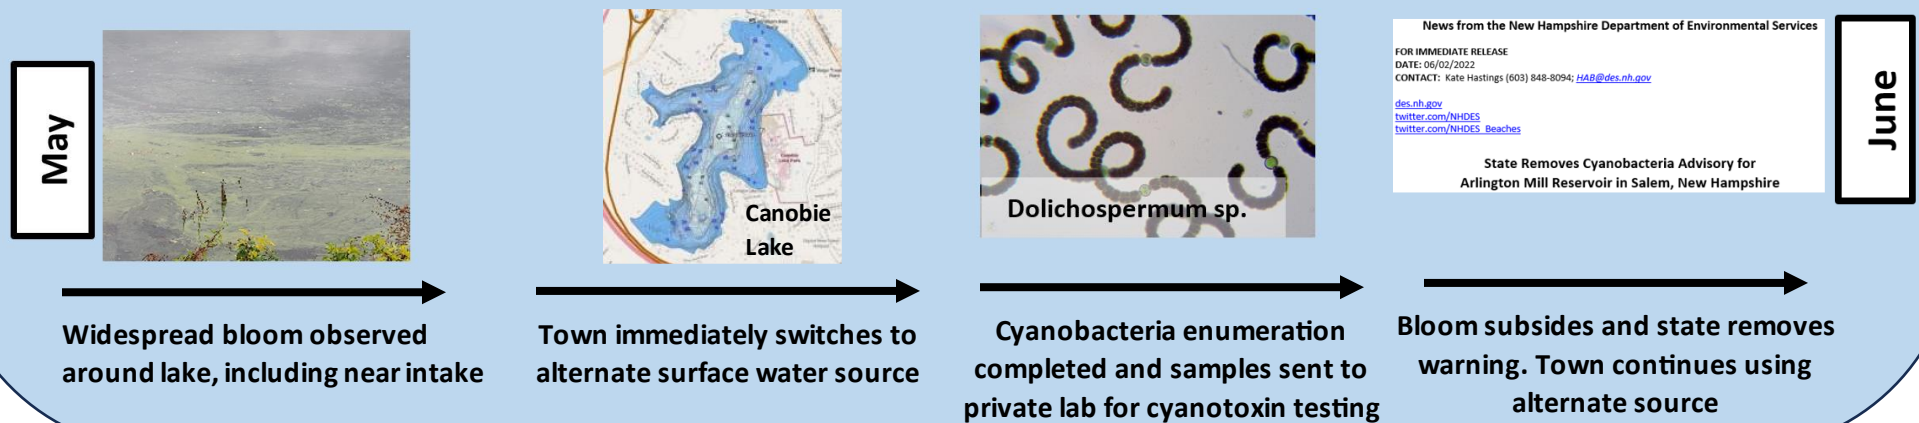 May
Widespread bloom observed
around lake, including near intake
Canobie
Lake
Town immediately switches to
alternate surface water source
Dolichospermum sp.
Cyanobacteria enumeration
completed and samples sent to
private lab for cyanotoxin testing
News from the New Hampshire Department of Environmental Services
FOR IMMEDIATE RELEASE
DATE: 06/02/2022
CONTACT: Kate Hastings (603) 848-8094; HAB@des.nh.gov
des.nh.gov
twitter.com/NHDES
twitter.com/NHDES_Beaches
State Removes Cyanobacteria Advisory for
Arlington Mill Reservoir in Salem, New Hampshire
Bloom subsides and state removes
warning. Town continues using
alternate source
June